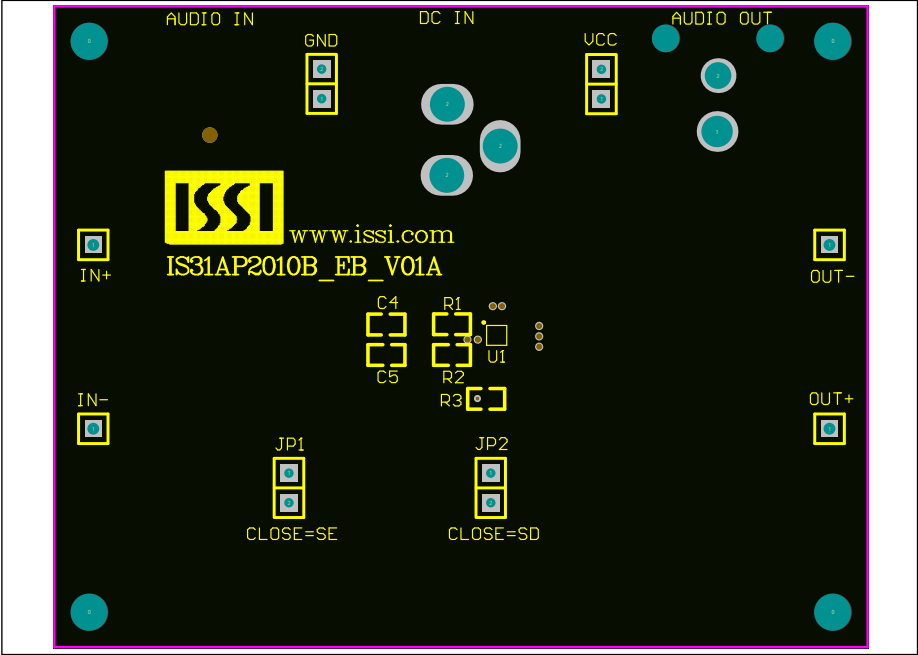 AUDIO IN
DC IN
AUDIO OUT
GND
VCC
ISSI
www.issi.com
IS31AP2010B_EB_V01A
IN+
OUT-
C4
R1
U1
C5
R2
R3
IN-
OUT+
JP1
JP2
CLOSE=SE
CLOSE=SD